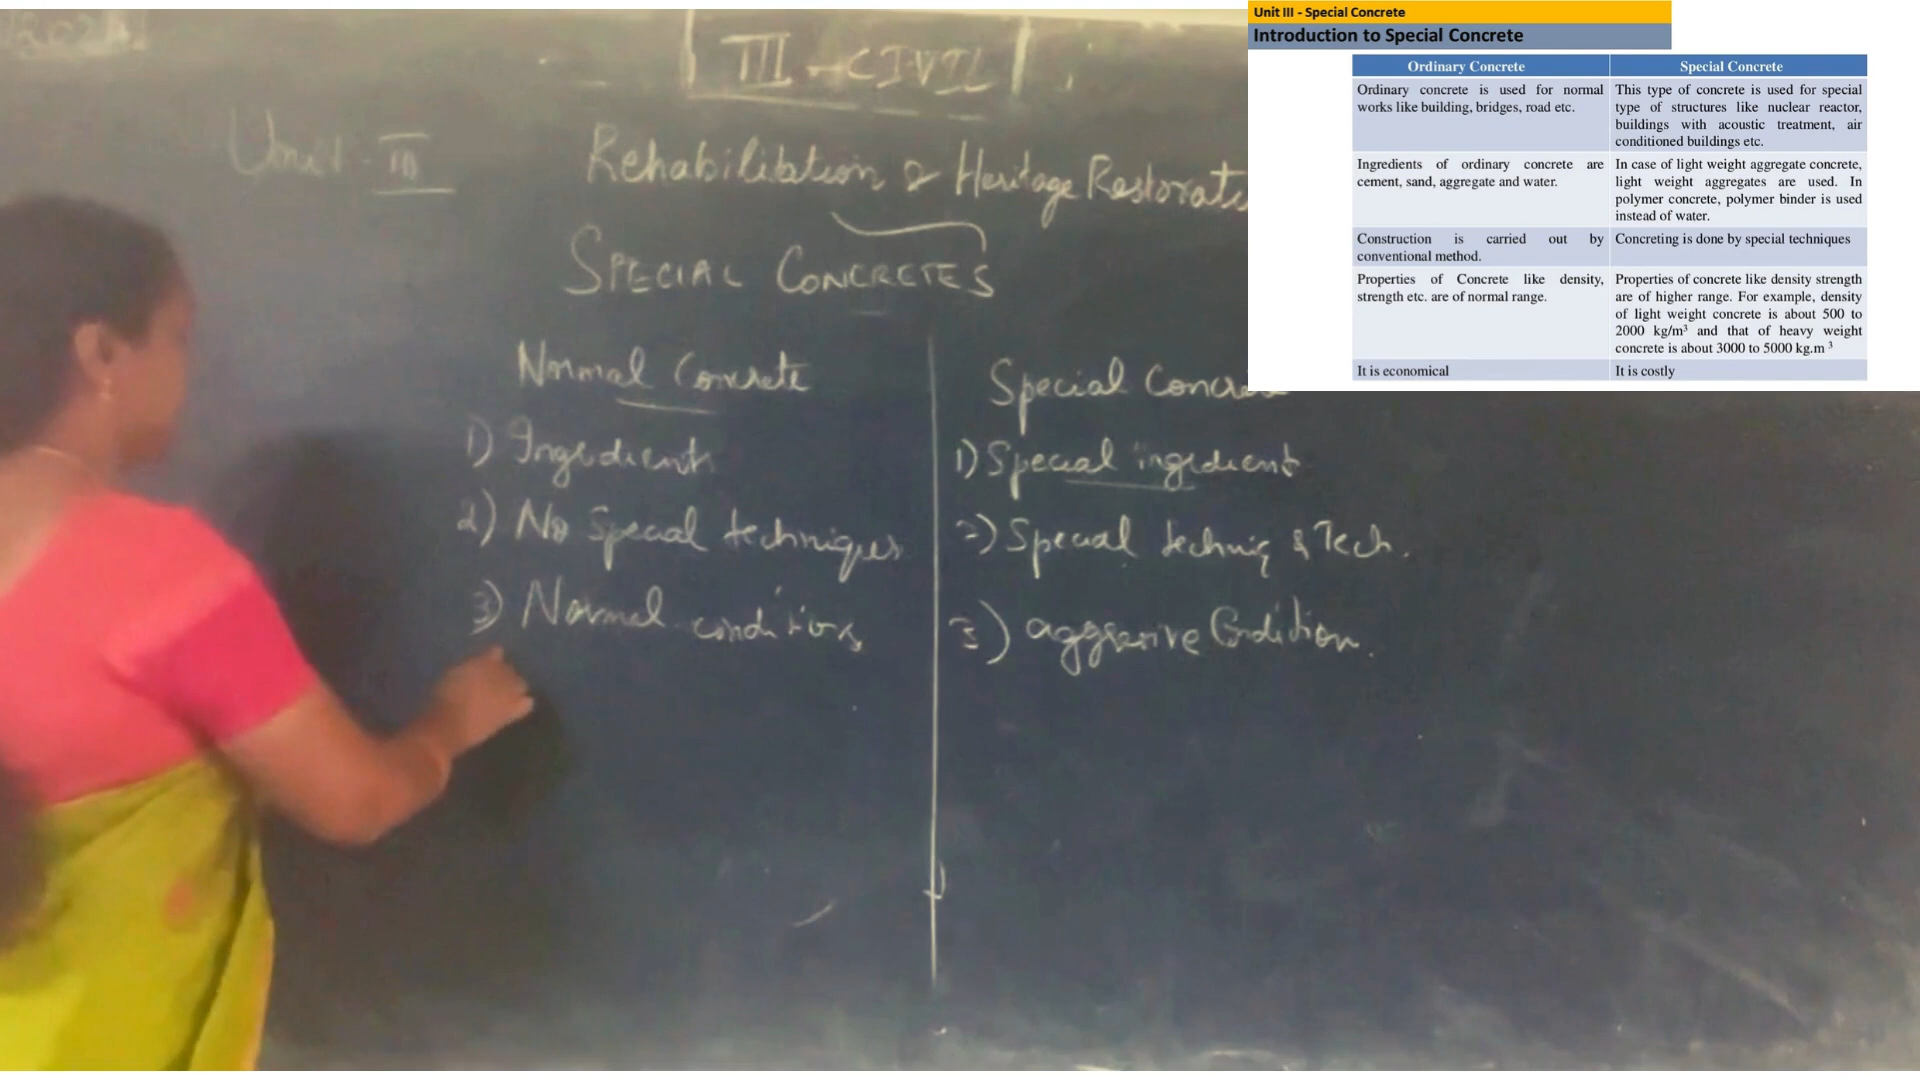 III - CIVIL
Unit - III
Rehabilitation & Heritage
SPECIAL CONCRETES
Normal Concrete
1) Ingredients
2) No Special techniques
3) Normal conditions
Special
1) Special ingredient
2) Special techniq & Tech.
3) aggressive Condition.
Unit III - Special Concrete
Introduction to Special Concrete
Ordinary Concrete
Special Concrete
Ordinary concrete is used for normal
works like building, bridges, road etc.
This type of concrete is used for special
type of structures like nuclear reactor,
buildings with acoustic treatment, air
conditioned buildings etc.
Ingredients of ordinary concrete are
cement, sand, aggregate and water.
In case of light weight aggregate concrete,
light weight aggregates are used. In
polymer concrete, polymer binder is used
instead of water.
Construction is carried out by
conventional method.
Concreting is done by special techniques
Properties of Concrete like density,
strength etc. are of normal range.
Properties of concrete like density strength
are of higher range. For example, density
of light weight concrete is about 500 to
2000 kg/m³ and that of heavy weight
concrete is about 3000 to 5000 kg.m ³
It is economical
It is costly